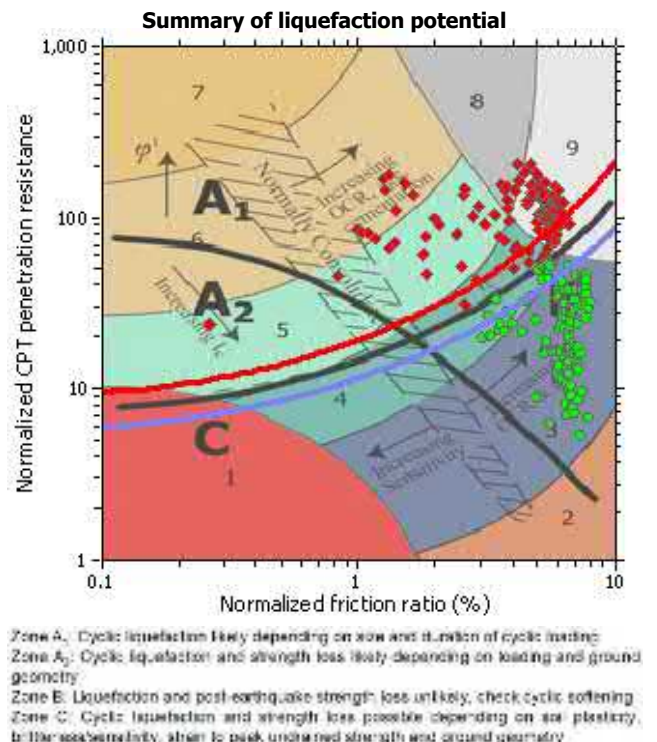 Summary of liquefaction potential
Normalized CPT penetration resistance
1,000
100
10
1
0.1
1
10
Normalized friction ratio (%)
7
8
9
φ'
A₁
6
A₂
5
4
C
1
3
2
Normally Consolidated
Increasing
OCR,
cementation
Increasing Ic
Increasing
Sensitivity
Increasing
OCR,
Zone A₁: Cyclic liquefaction likely depending on size and duration of cyclic loading
Zone A₂: Cyclic liquefaction and strength loss likely depending on loading and ground
geometry
Zone B: Liquefaction and post-earthquake strength loss unlikely, check cyclic softening
Zone C: Cyclic liquefaction and strength loss possible depending on soil plasticity,
brittleness/sensitivity, strain to peak undrained strength and ground geometry